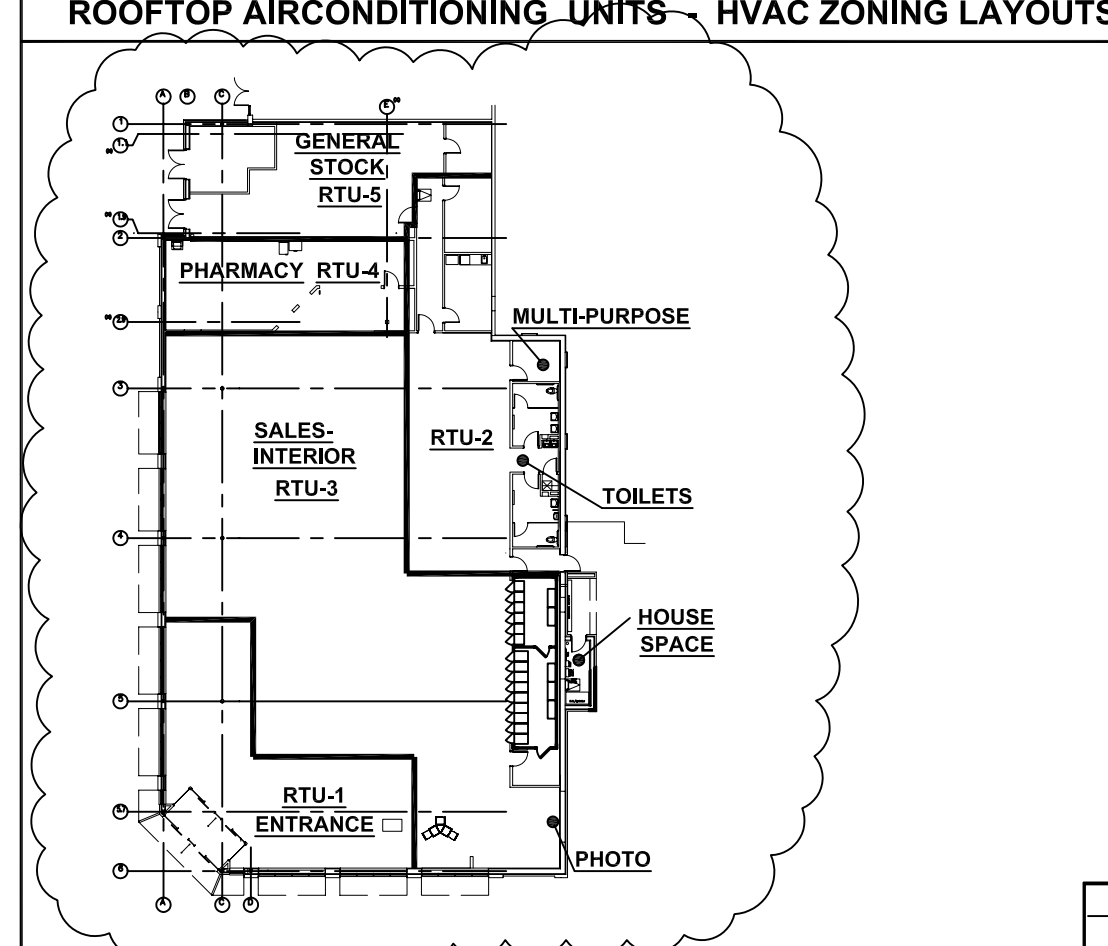 ROOFTOP AIRCONDITIONING UNITS - HVAC ZONING LAYOUTS
A B C
E
1
GENERAL
STOCK
RTU-5
2
PHARMACY RTU-4
MULTI-PURPOSE
3
SALES-
INTERIOR
RTU-3
RTU-2
TOILETS
4
HOUSE
SPACE
5
RTU-1
ENTRANCE
PHOTO
6
A C D